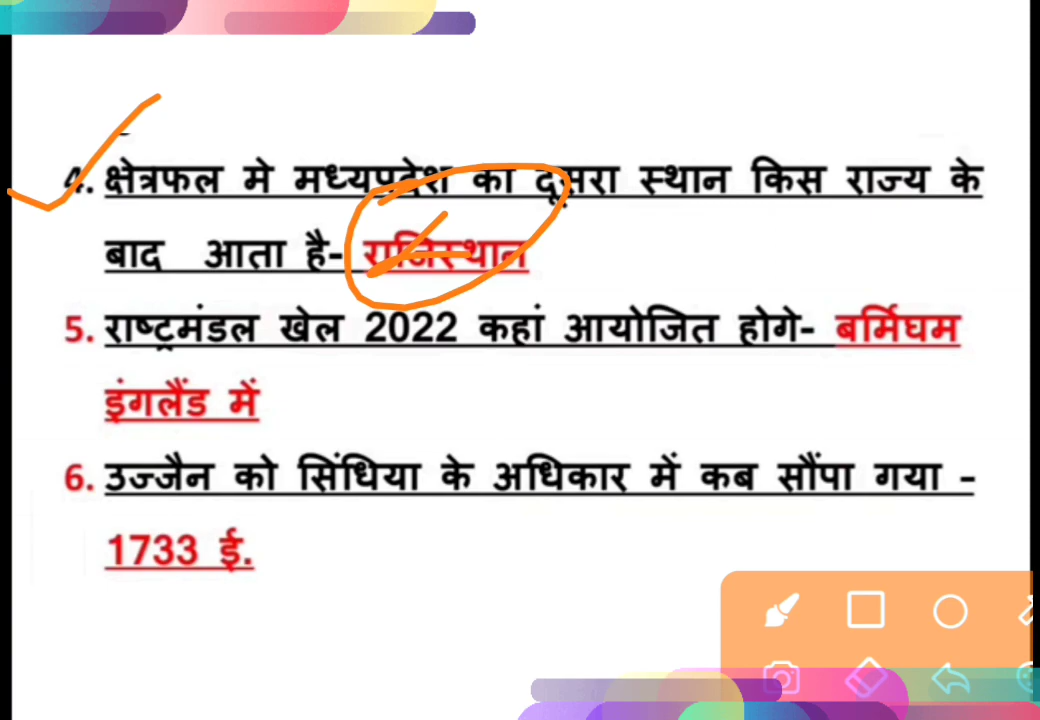 4. क्षेत्रफल मे मध्यप्रदेश का दूसरा स्थान किस राज्य के
बाद आता है- राजिस्थान
5. राष्ट्रमंडल खेल 2022 कहां आयोजित होगे- बर्मिघम
इंगलैंड में
6. उज्जैन को सिंधिया के अधिकार में कब सौंपा गया -
1733 ई.